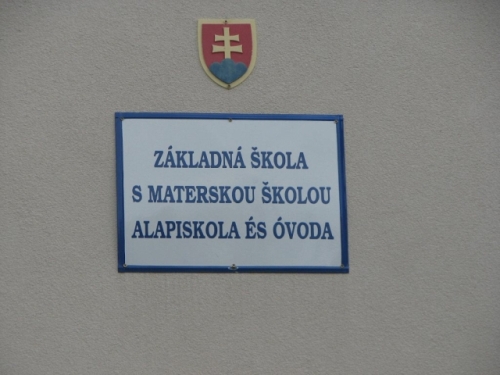 ZÁKLADNÁ ŠKOLA
S MATERSKOU ŠKOLOU
ALAPISKOLA ÉS ÓVODA